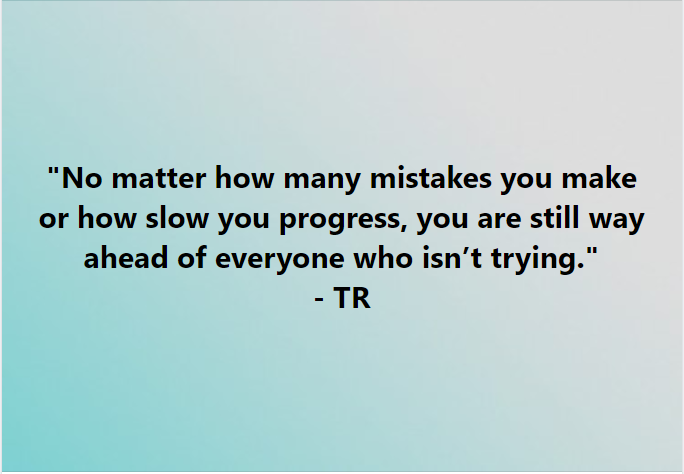 "No matter how many mistakes you make
or how slow you progress, you are still way
ahead of everyone who isn’t trying."
- TR